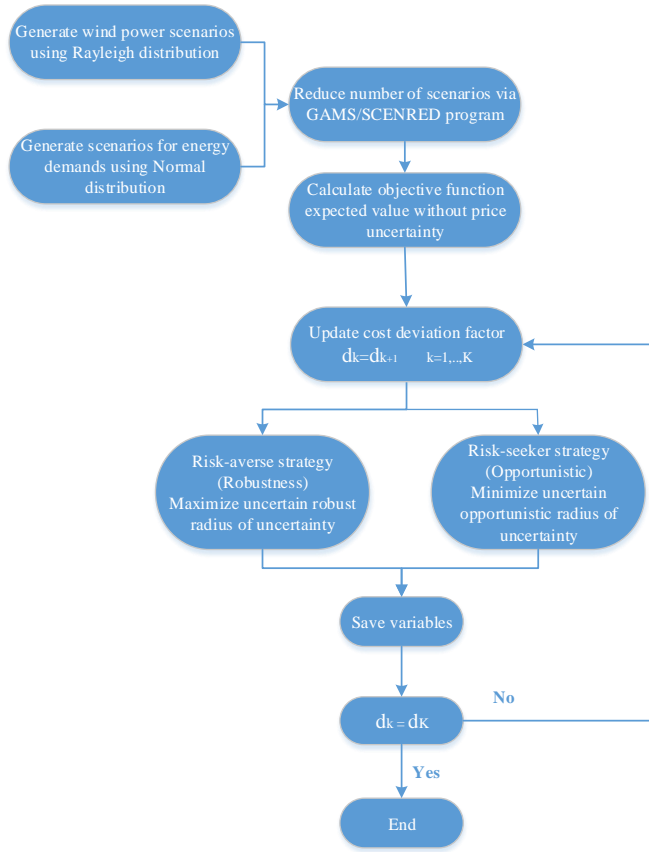 Generate wind power scenarios
using Rayleigh distribution
Generate scenarios for energy
demands using Normal
distribution
Reduce number of scenarios via
GAMS/SCENRED program
Calculate objective function
expected value without price
uncertainty
Update cost deviation factor
dk=dk+1 k=1,..,K
Risk-averse strategy
(Robustness)
Maximize uncertain robust
radius of uncertainty
Risk-seeker strategy
(Opportunistic)
Minimize uncertain
opportunistic radius of
uncertainty
Save variables
dk = dK
No
Yes
End